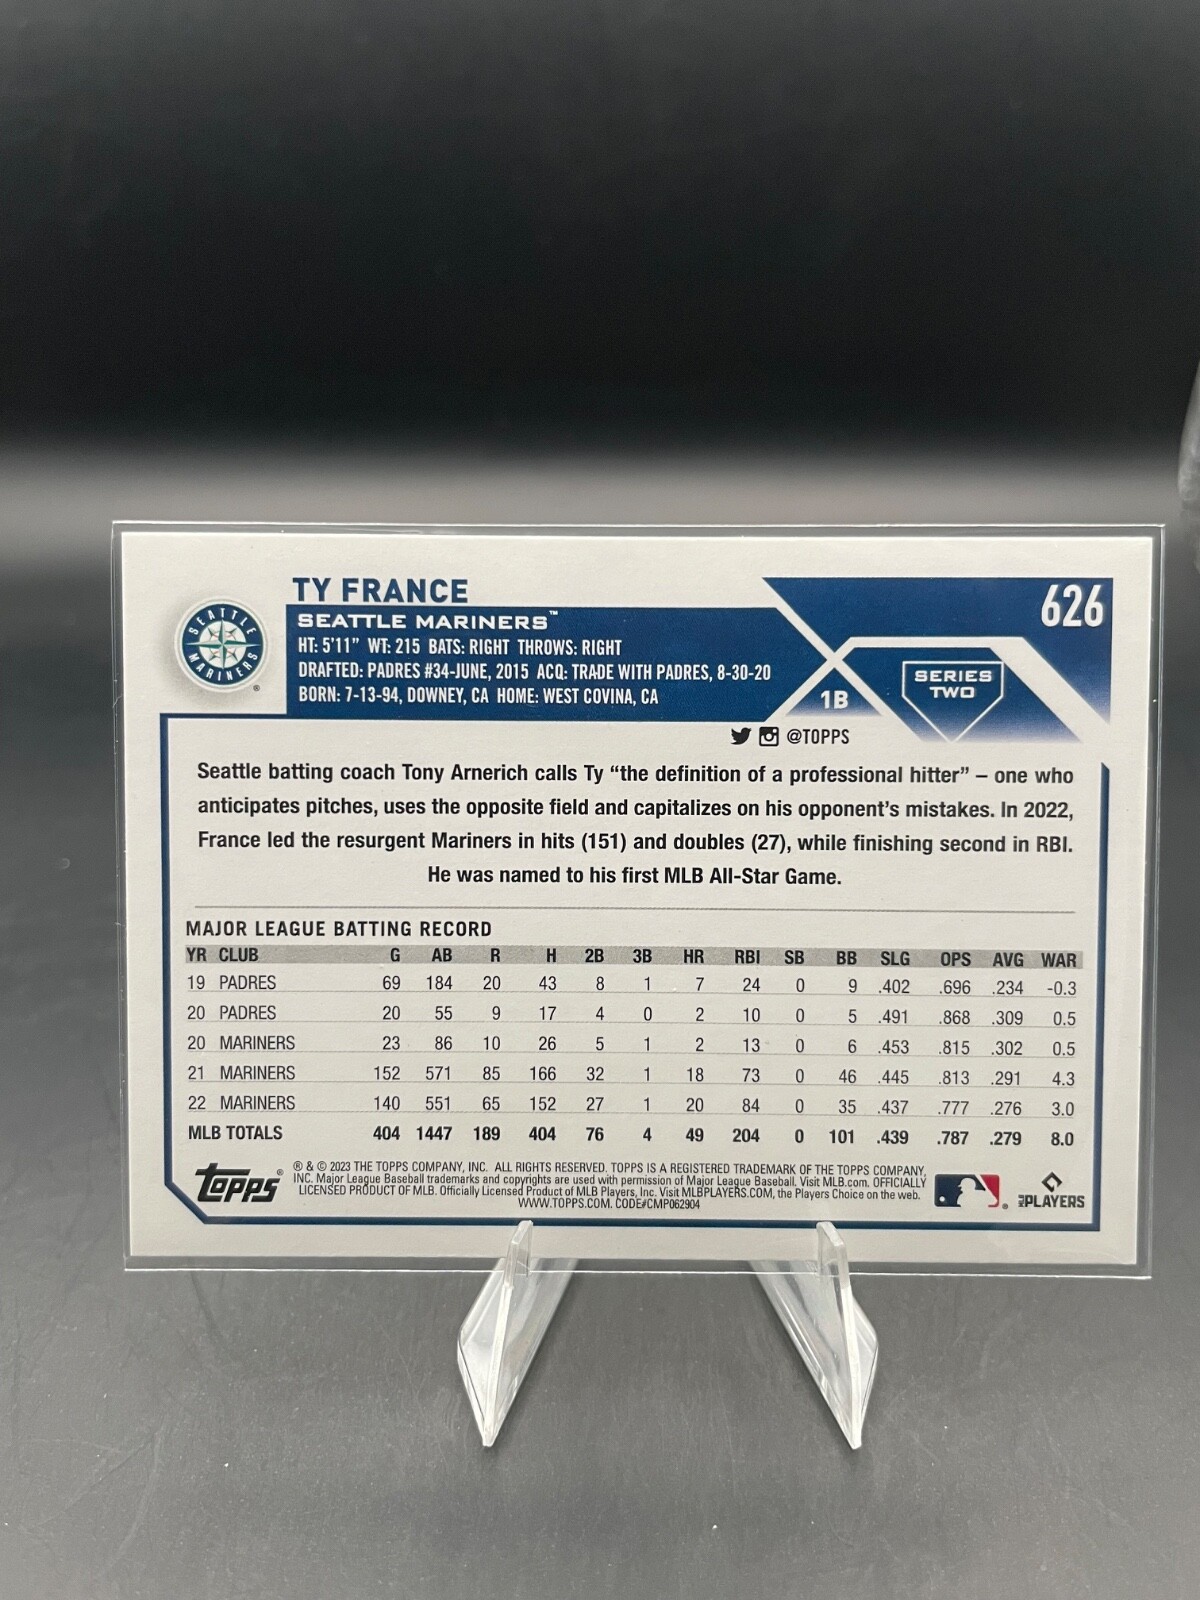 TY FRANCE
626
SEATTLE MARINERS™
SEATTLE
MARINERS
®
HT: 5'11" WT: 215 BATS: RIGHT THROWS: RIGHT
DRAFTED: PADRES #34-JUNE, 2015 ACQ: TRADE WITH PADRES, 8-30-20
BORN: 7-13-94, DOWNEY, CA HOME: WEST COVINA, CA
1B
SERIES
TWO
@TOPPS
Seattle batting coach Tony Arnerich calls Ty “the definition of a professional hitter” – one who
anticipates pitches, uses the opposite field and capitalizes on his opponent's mistakes. In 2022,
France led the resurgent Mariners in hits (151) and doubles (27), while finishing second in RBI.
He was named to his first MLB All-Star Game.
MAJOR LEAGUE BATTING RECORD
YR CLUB G AB R H 2B 3B HR RBI SB BB SLG OPS AVG WAR
19 PADRES 69 184 20 43 8 1 7 24 0 9 .402 .696 .234 -0.3
20 PADRES 20 55 9 17 4 0 2 10 0 5 .491 .868 .309 0.5
20 MARINERS 23 86 10 26 5 1 2 13 0 6 .453 .815 .302 0.5
21 MARINERS 152 571 85 166 32 1 18 73 0 46 .445 .813 .291 4.3
22 MARINERS 140 551 65 152 27 1 20 84 0 35 .437 .777 .276 3.0
MLB TOTALS 404 1447 189 404 76 4 49 204 0 101 .439 .787 .279 8.0
topps®
® & © 2023 THE TOPPS COMPANY, INC. ALL RIGHTS RESERVED. TOPPS IS A REGISTERED TRADEMARK OF THE TOPPS COMPANY,
INC. Major League Baseball trademarks and copyrights are used with permission of Major League Baseball. Visit MLB.com. OFFICIALLY
LICENSED PRODUCT OF MLB. Officially Licensed Product of MLB Players, Inc. Visit MLBPLAYERS.COM, the Players Choice on the web.
WWW.TOPPS.COM. CODE#CMP062904
®
MLB PLAYERS